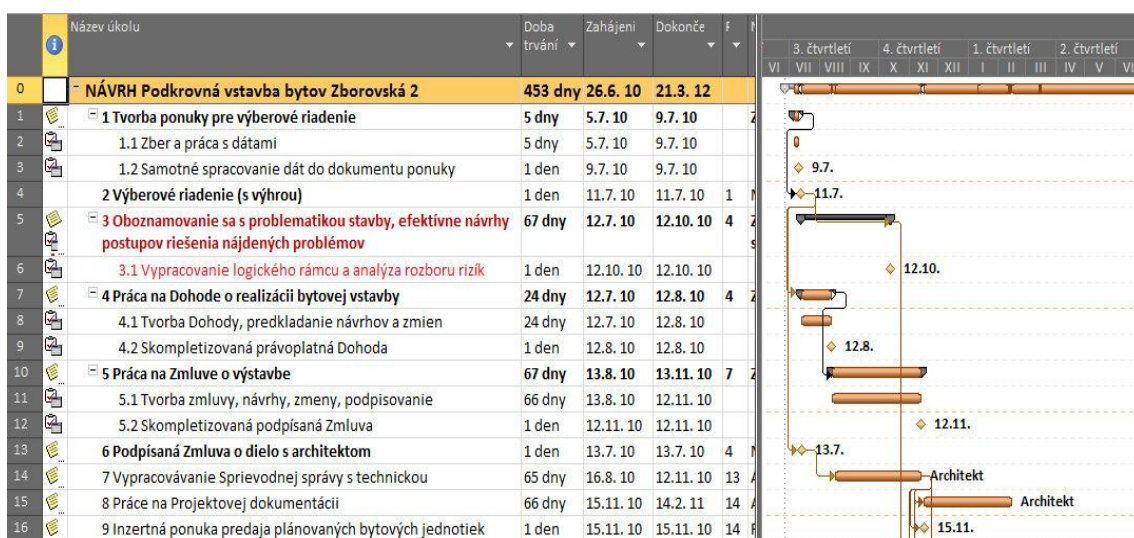 Název úkolu Doba Zahájeni Dokonče F
trvání
3. čtvrtletí 4. čtvrtletí 1. čtvrtletí 2. čtvrtletí
VI VII VIII IX X XI XII I II III IV V VI
0 NÁVRH Podkrovná vstavba bytov Zborovská 2 453 dny 26.6. 10 21.3. 12
1 1 Tvorba ponuky pre výberové riadenie 5 dny 5.7. 10 9.7. 10
2 1.1 Zber a práca s dátami 5 dny 5.7. 10 9.7. 10
3 1.2 Samotné spracovanie dát do dokumentu ponuky 1 den 9.7. 10 9.7. 10 9.7.
4 2 Výberové riadenie (s výhrou) 1 den 11.7. 10 11.7. 10 1 11.7.
5 3 Oboznamovanie sa s problematikou stavby, efektívne návrhy 67 dny 12.7. 10 12.10. 10 4
postupov riešenia nájdených problémov
6 3.1 Vypracovanie logického rámcu a analýza rozboru rizík 1 den 12.10. 10 12.10. 10 12.10.
7 4 Práca na Dohode o realizácii bytovej vstavby 24 dny 12.7. 10 12.8. 10 4
8 4.1 Tvorba Dohody, predkladanie návrhov a zmien 24 dny 12.7. 10 12.8. 10
9 4.2 Skompletizovaná právoplatná Dohoda 1 den 12.8. 10 12.8. 10 12.8.
10 5 Práca na Zmluve o výstavbe 67 dny 13.8. 10 13.11. 10 7
11 5.1 Tvorba zmluvy, návrhy, zmeny, podpisovanie 66 dny 13.8. 10 12.11. 10
12 5.2 Skompletizovaná podpísaná Zmluva 1 den 12.11. 10 12.11. 10 12.11.
13 6 Podpísaná Zmluva o dielo s architektom 1 den 13.7. 10 13.7. 10 4 13.7.
14 7 Vypracovávanie Sprievodnej správy s technickou 65 dny 16.8. 10 12.11. 10 13 Architekt
15 8 Práce na Projektovej dokumentácii 66 dny 15.11. 10 14.2. 11 14 Architekt
16 9 Inzertná ponuka predaja plánovaných bytových jednotiek 1 den 15.11. 10 15.11. 10 14 15.11.